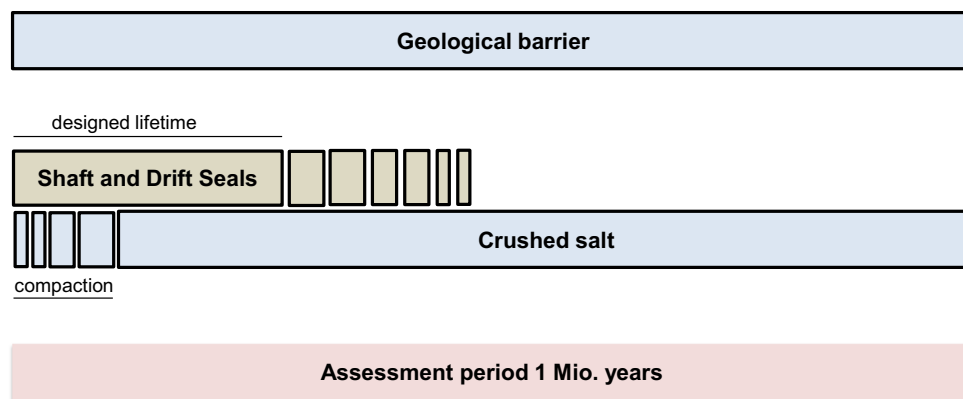 Geological barrier
designed lifetime
Shaft and Drift Seals
Crushed salt
compaction
Assessment period 1 Mio. years